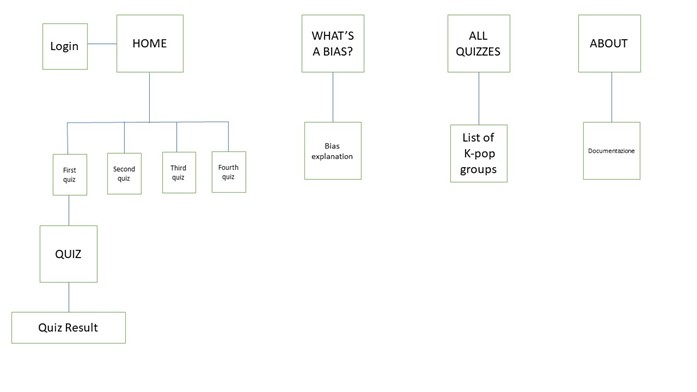 Login
HOME
WHAT'S
A BIAS?
ALL
QUIZZES
ABOUT
First
quiz
Second
quiz
Third
quiz
Fourth
quiz
Bias
explanation
List of
K-pop
groups
Documentazione
QUIZ
Quiz Result